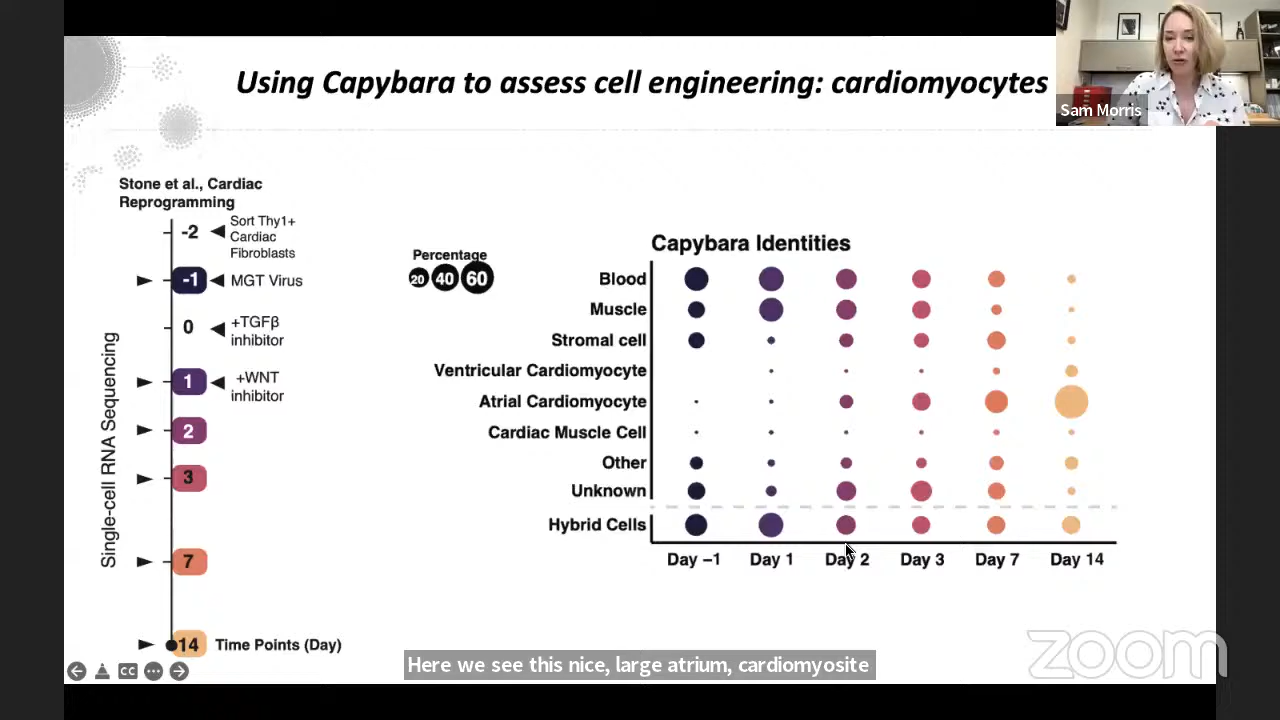 Using Capybara to assess cell engineering: cardiomyocytes
Sam Morris
Stone et al., Cardiac
Reprogramming
-2
Sort Thy1+
Cardiac
Fibroblasts
-1
MGT Virus
0
+TGFβ
inhibitor
1
+WNT
inhibitor
2
3
7
14
Time Points (Day)
Single-cell RNA Sequencing
Percentage
20 40 60
Capybara Identities
Blood
Muscle
Stromal cell
Ventricular Cardiomyocyte
Atrial Cardiomyocyte
Cardiac Muscle Cell
Other
Unknown
Hybrid Cells
Day −1 Day 1 Day 2 Day 3 Day 7 Day 14
CC
Here we see this nice, large atrium, cardiomyosite
zoom